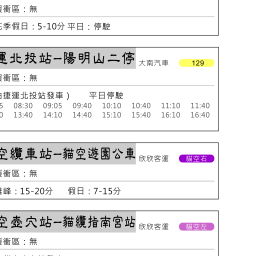 衝區：無
花季假日：5-10分 平日：停駛
運北投站—陽明山二停 大南汽車 129
由捷運北投站發車） 平日停駛
08:30 09:05 09:40 10:10 10:40 11:10 11:40
13:40 14:10 14:40 15:10 15:40 16:10 16:40
空纜車站—貓空遊園公車 欣欣客運 貓空右
衝區：無
峰：15-20分 假日：7-15分
空壺穴站—貓纜指南宮站 欣欣客運 貓空左
衝區：無